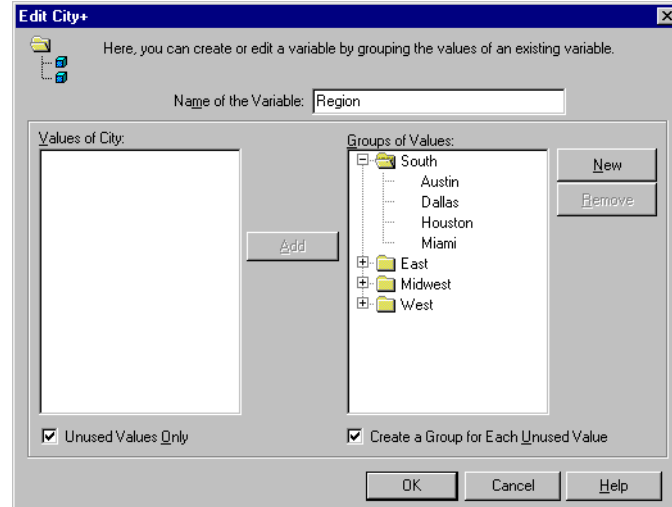 Edit City+
Here, you can create or edit a variable by grouping the values of an existing variable.
Name of the Variable: Region
Values of City:
Groups of Values:
South
Austin
Dallas
Houston
Miami
East
Midwest
West
New
Remove
Add
Unused Values Only
Create a Group for Each Unused Value
OK Cancel Help